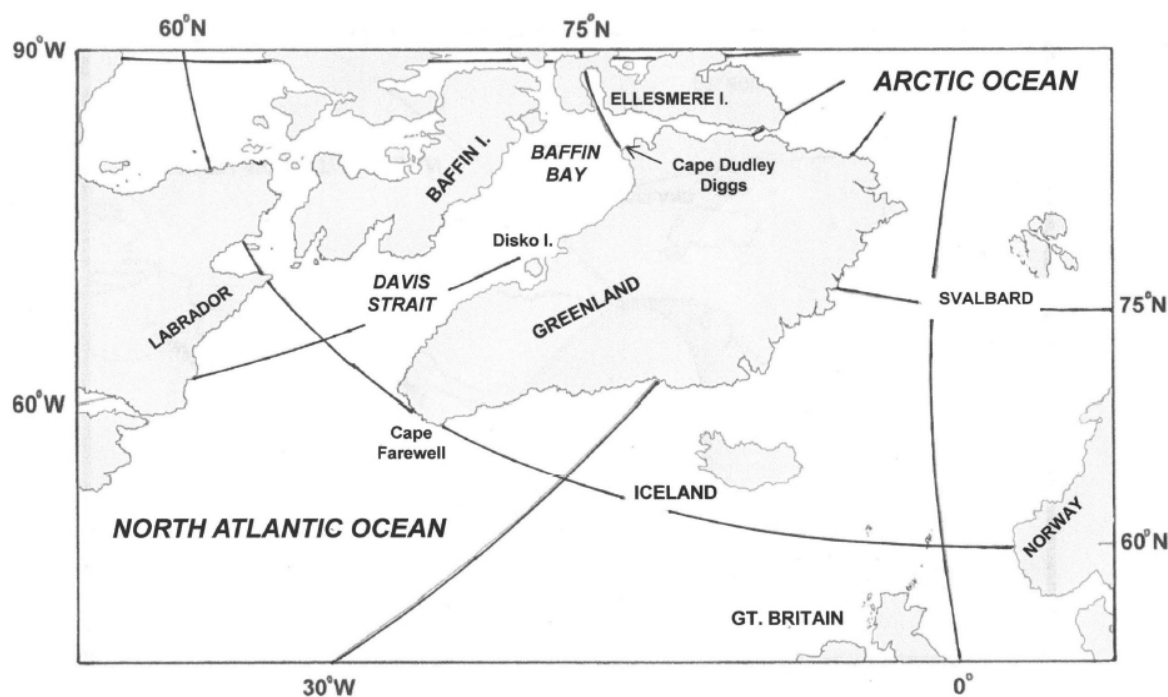 60°N
75°N
90°W
ARCTIC OCEAN
ELLESMERE I.
BAFFIN I.
BAFFIN
BAY
Cape Dudley
Diggs
Disko I.
DAVIS
STRAIT
LABRADOR
GREENLAND
SVALBARD
75°N
60°W
Cape
Farewell
ICELAND
NORTH ATLANTIC OCEAN
NORWAY
60°N
GT. BRITAIN
30°W
0°